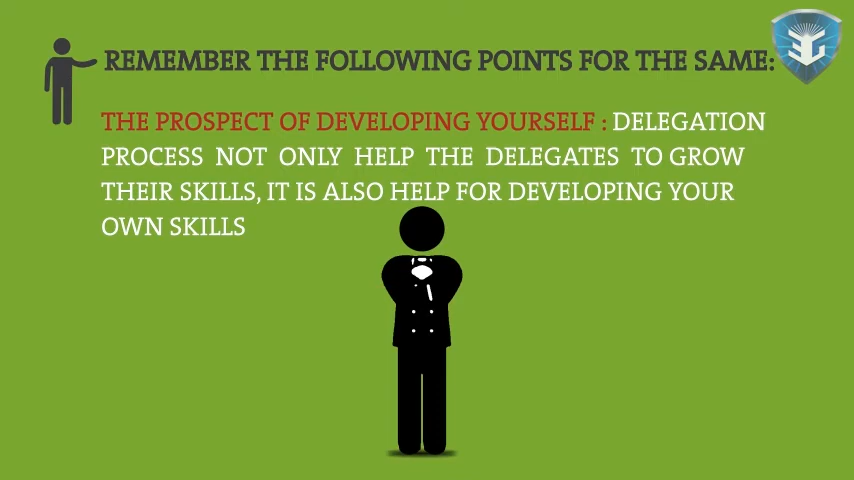 REMEMBER THE FOLLOWING POINTS FOR THE SAME:
THE PROSPECT OF DEVELOPING YOURSELF : DELEGATION
PROCESS NOT ONLY HELP THE DELEGATES TO GROW
THEIR SKILLS, IT IS ALSO HELP FOR DEVELOPING YOUR
OWN SKILLS